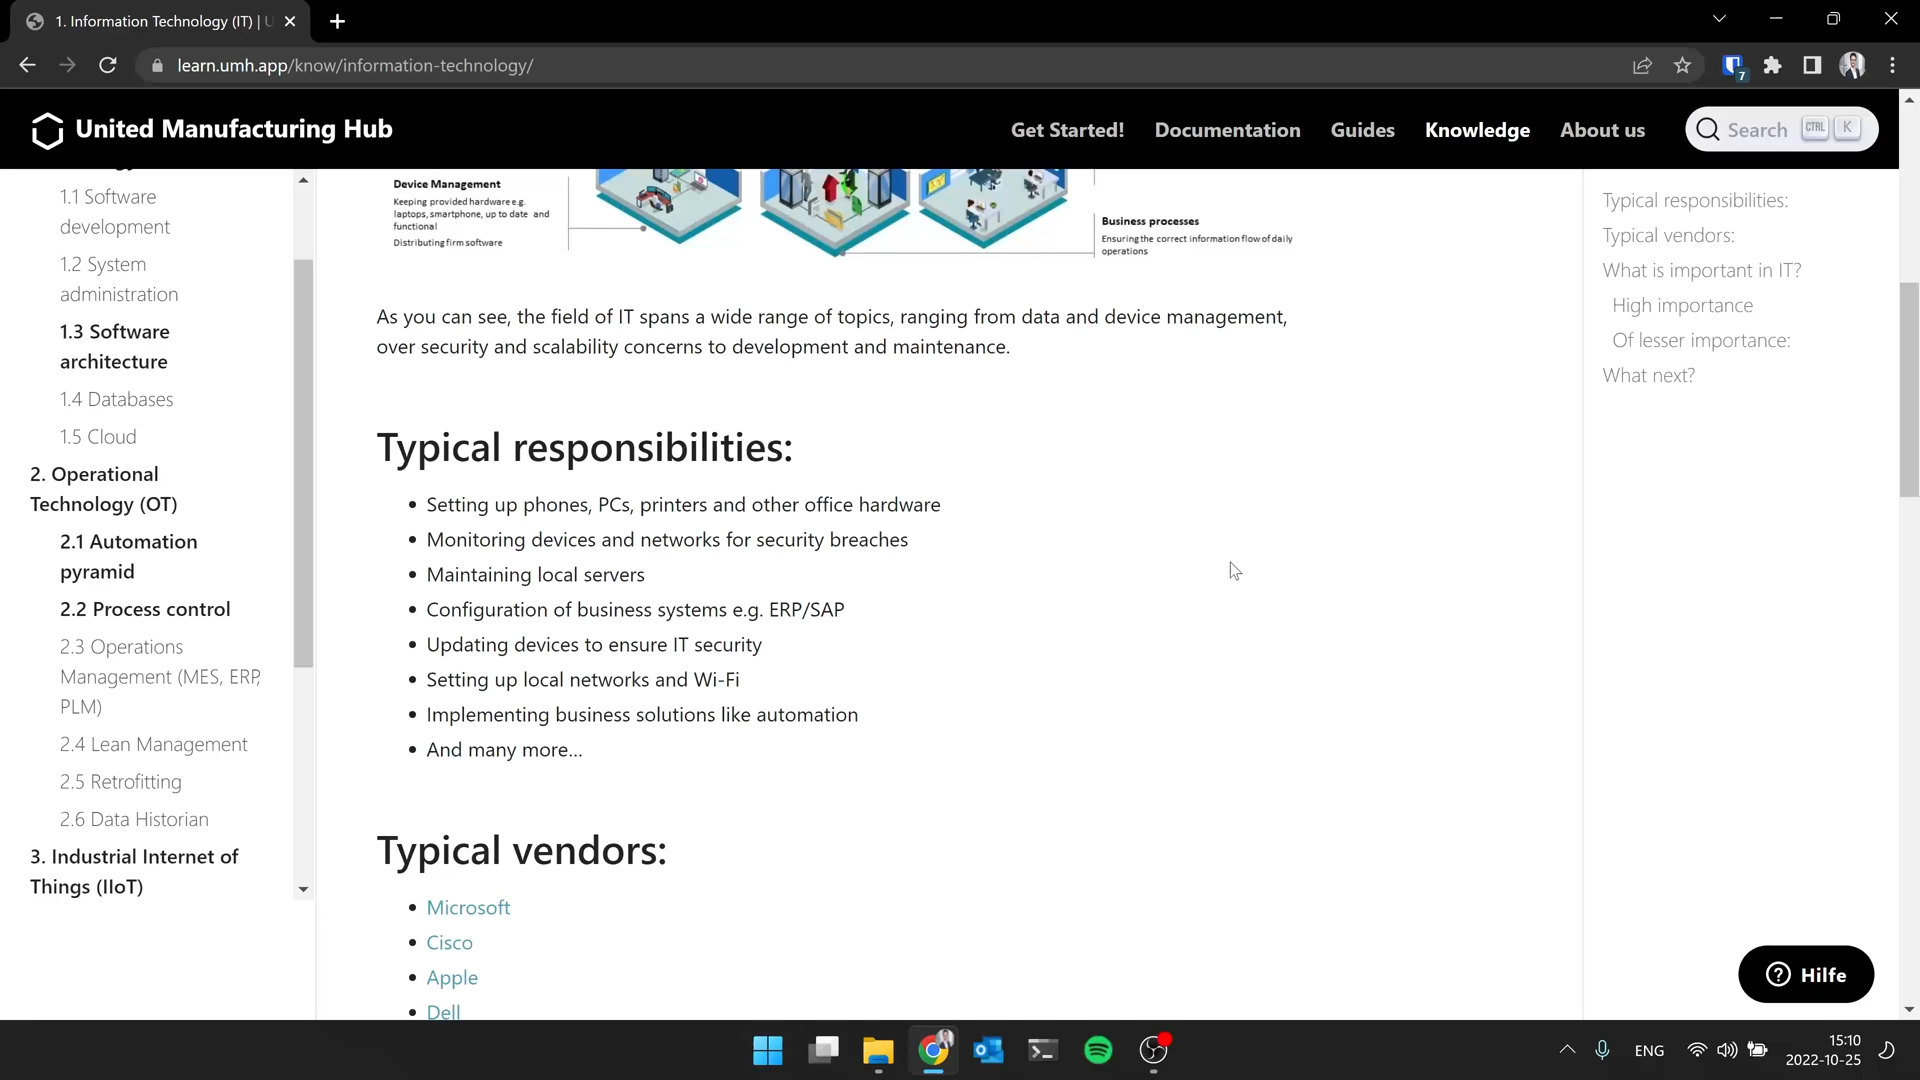 1. Information Technology (IT) | U
learn.umh.app/know/information-technology/
7
United Manufacturing Hub
Get Started!
Documentation
Guides
Knowledge
About us
Search
CTRL
K
1.1 Software
development
1.2 System
administration
1.3 Software
architecture
1.4 Databases
1.5 Cloud
2. Operational
Technology (OT)
2.1 Automation
pyramid
2.2 Process control
2.3 Operations
Management (MES, ERP,
PLM)
2.4 Lean Management
2.5 Retrofitting
2.6 Data Historian
3. Industrial Internet of
Things (IIoT)
Device Management
Keeping provided hardware e.g.
laptops, smartphone, up to date and
functional
Distributing firm software
Business processes
Ensuring the correct information flow of daily
operations
As you can see, the field of IT spans a wide range of topics, ranging from data and device management,
over security and scalability concerns to development and maintenance.
Typical responsibilities:
• Setting up phones, PCs, printers and other office hardware
• Monitoring devices and networks for security breaches
• Maintaining local servers
• Configuration of business systems e.g. ERP/SAP
• Updating devices to ensure IT security
• Setting up local networks and Wi-Fi
• Implementing business solutions like automation
• And many more...
Typical vendors:
• Microsoft
• Cisco
• Apple
• Dell
Typical responsibilities:
Typical vendors:
What is important in IT?
High importance
Of lesser importance:
What next?
Hilfe
ENG
15:10
2022-10-25